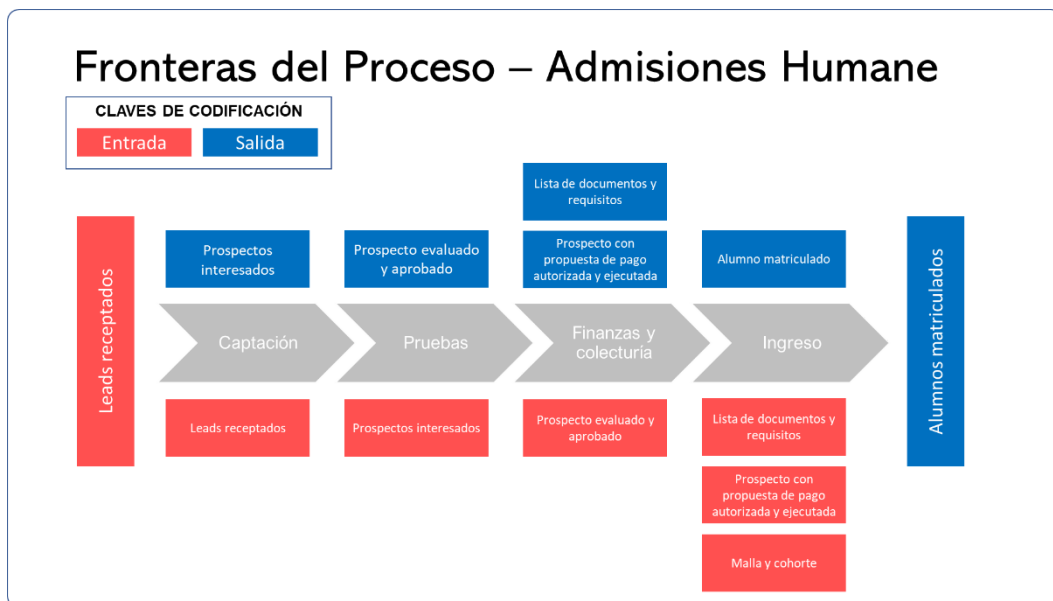 Fronteras del Proceso – Admisiones Humane
CLAVES DE CODIFICACIÓN
Entrada
Salida
Leads receptados
Lista de documentos y
requisitos
Prospectos
interesados
Prospecto evaluado
y aprobado
Prospecto con
propuesta de pago
autorizada y ejecutada
Alumno matriculado
Captación
Pruebas
Finanzas y
colecturía
Ingreso
Leads receptados
Prospectos interesados
Prospecto evaluado y
aprobado
Lista de documentos y
requisitos
Prospecto con
propuesta de pago
autorizada y ejecutada
Malla y cohorte
Alumnos matriculados